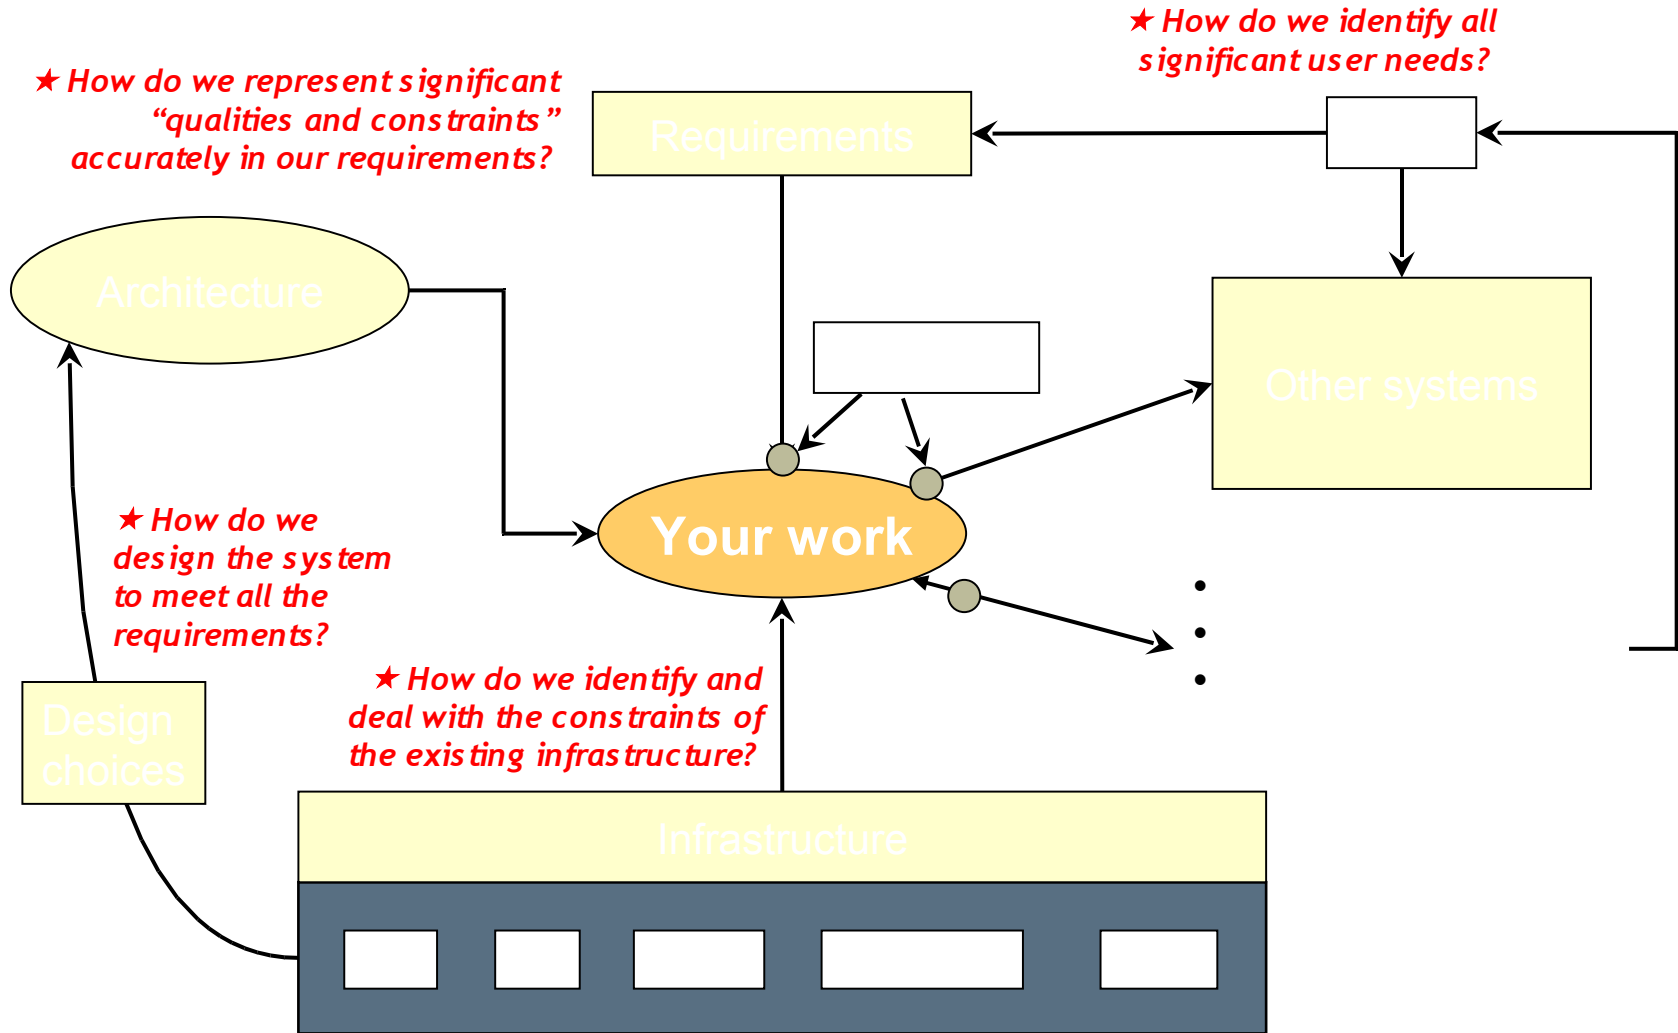 ★ How do we identify all
significant user needs?
★ How do we represent significant
“qualities and constraints”
accurately in our requirements?
Requirements
Architecture
Other systems
Your work
★ How do we
design the system
to meet all the
requirements?
•
•
•
★ How do we identify and
deal with the constraints of
the existing infrastructure?
Design
choices
Infrastructure